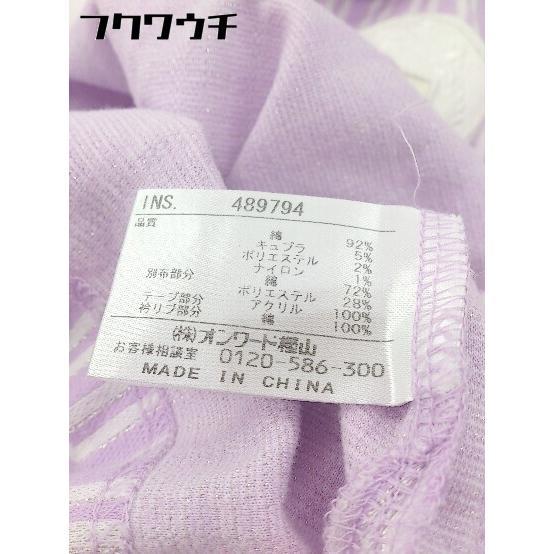 フクワウチ
INS. 489794
品質
綿 92%
キュプラ 5%
ポリエステル 2%
ナイロン 1%
別布部分 ポリエステル 72%
アクリル 28%
テープ部分 綿 100%
衿リブ部分 綿 100%
(株)オンワード樫山
お客様相談室 0120-586-300
MADE IN CHINA